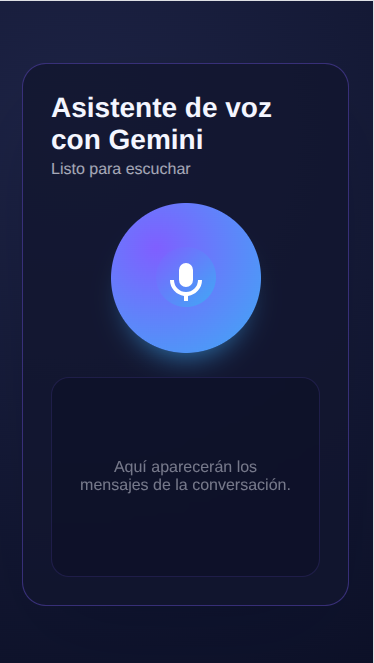 Asistente de voz
con Gemini
Listo para escuchar
Aquí aparecerán los
mensajes de la conversación.